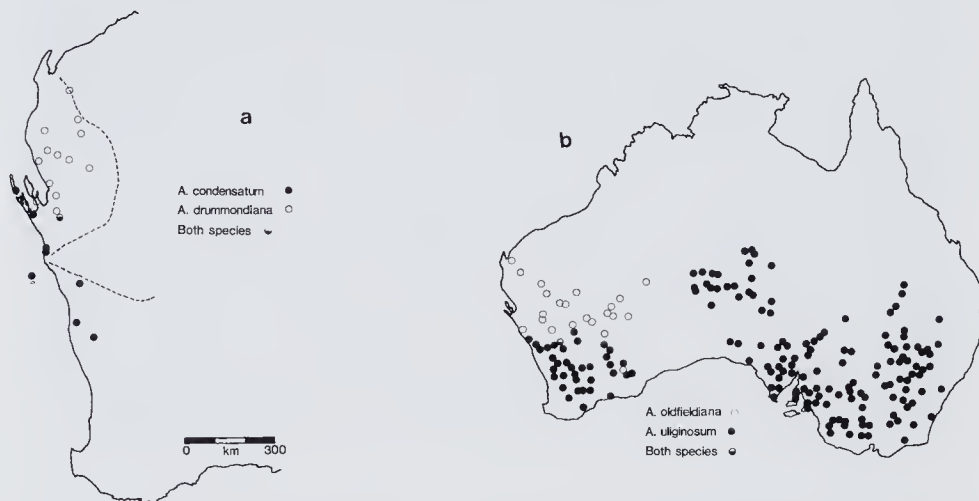 a
A. condensatum
A. drummondiana
Both species
0 km 300
b
A. oldfieldiana
A. uliginosum
Both species